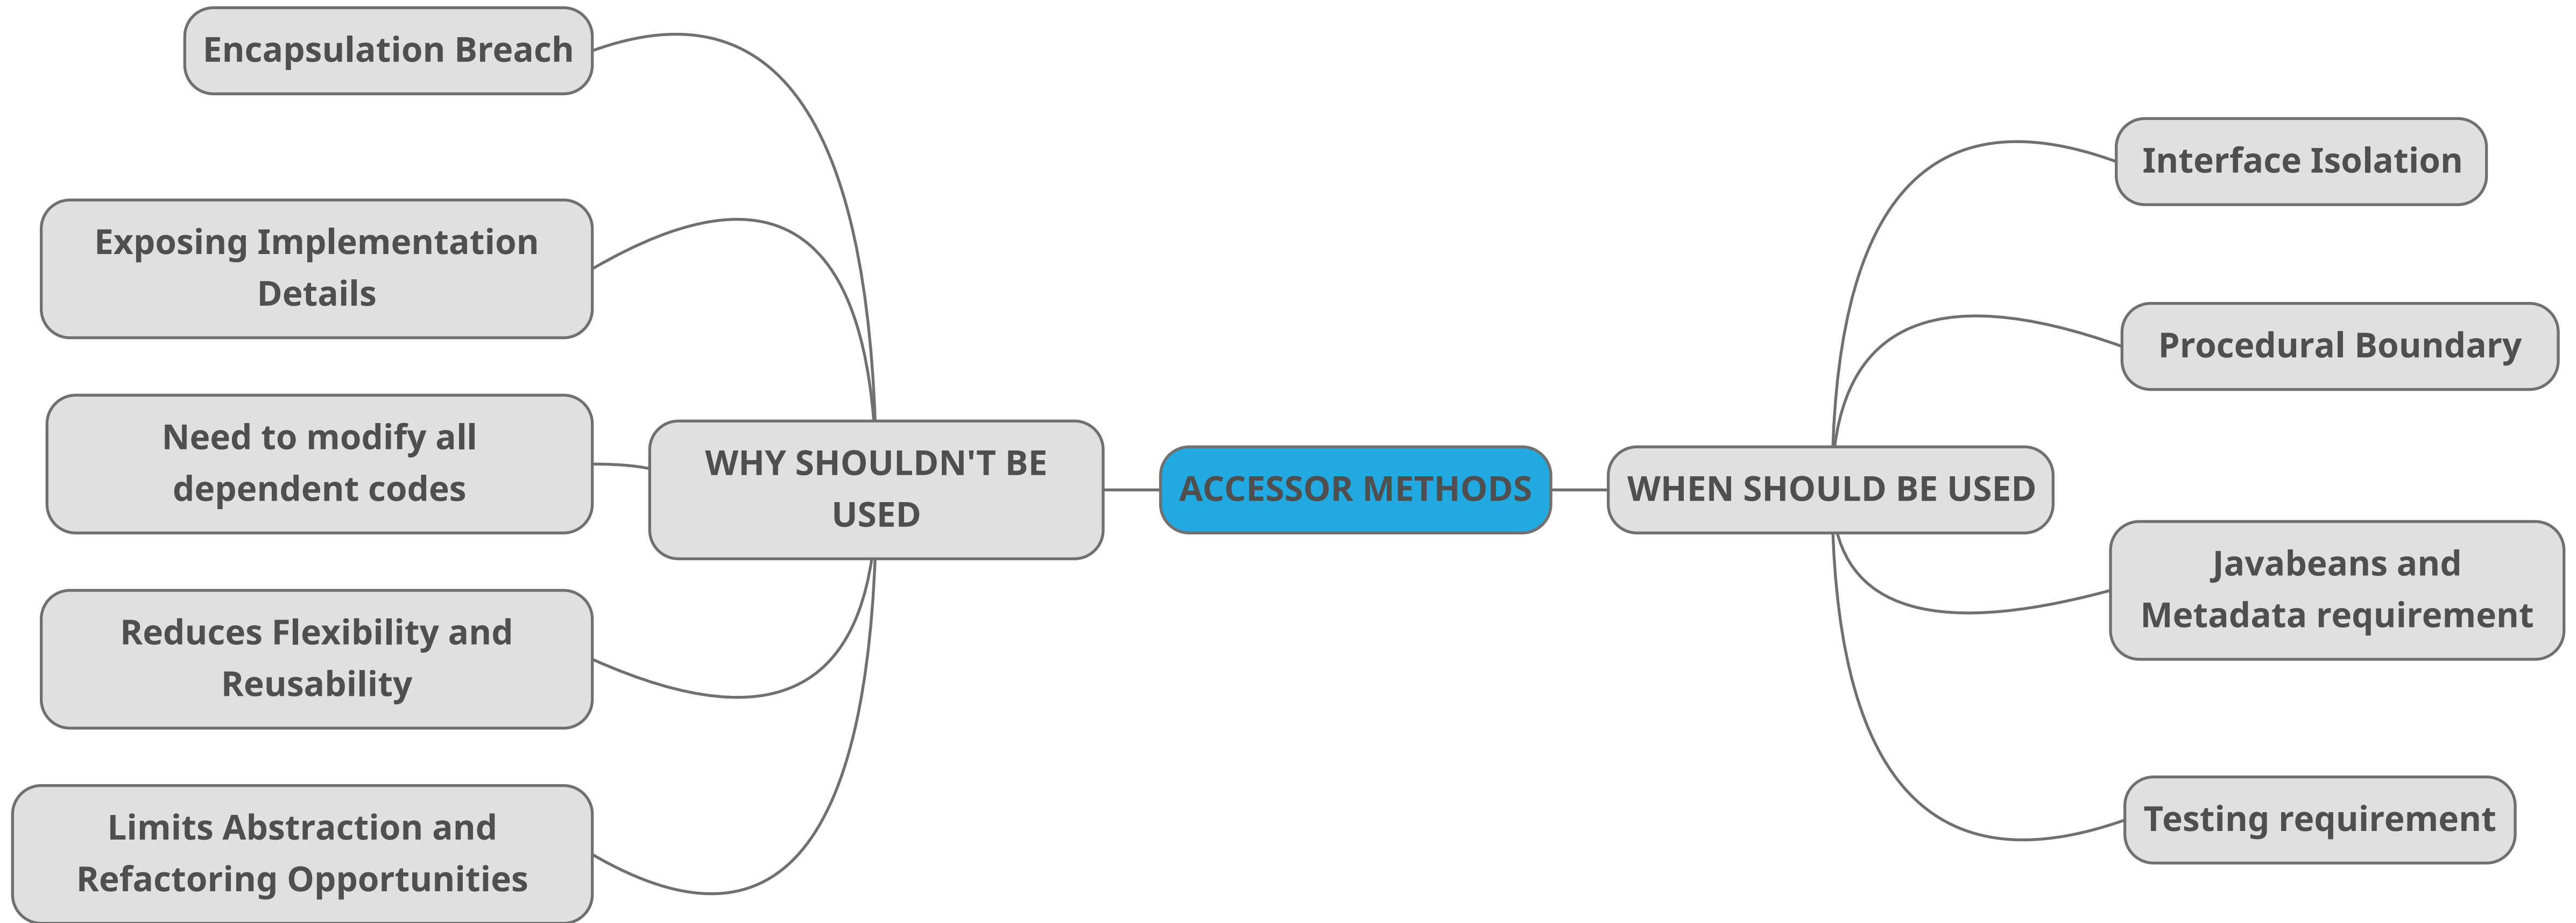 Encapsulation Breach
Exposing Implementation
Details
Need to modify all
dependent codes
Reduces Flexibility and
Reusability
Limits Abstraction and
Refactoring Opportunities
WHY SHOULDN'T BE
USED
ACCESSOR METHODS
WHEN SHOULD BE USED
Interface Isolation
Procedural Boundary
Javabeans and
Metadata requirement
Testing requirement